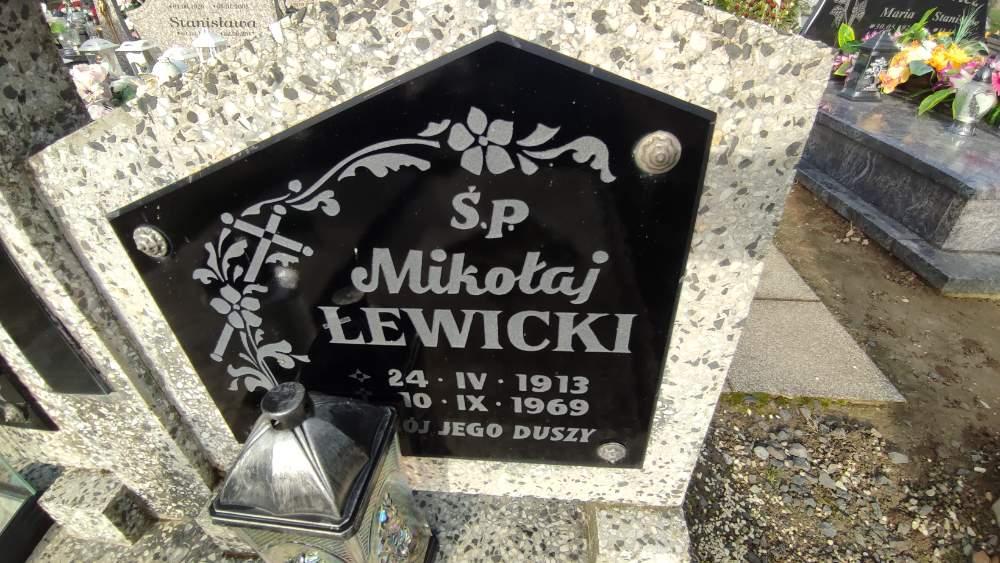 Stanisława
Maria
Ś.P.
Mikołaj
ŁEWICKI
24 · IV · 1913
10 · IX · 1969
JEGO DUSZY